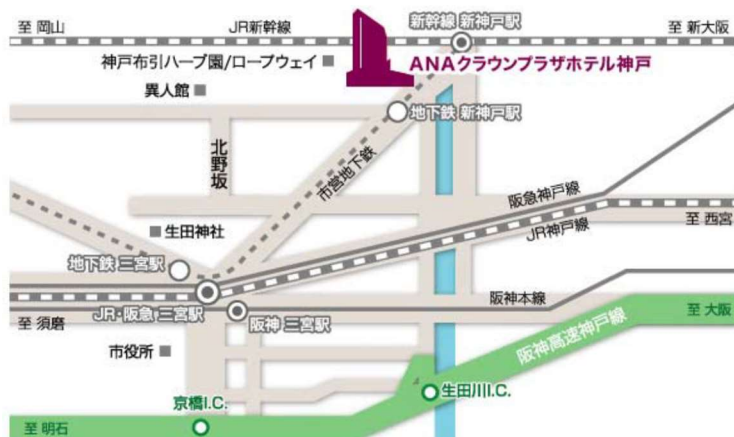 至 岡山
JR新幹線
新幹線 新神戸駅
至 新大阪
神戸布引ハーブ園/ロープウェイ
ANAクラウンプラザホテル神戸
異人館
地下鉄 新神戸駅
北野坂
市営地下鉄
阪急神戸線
生田神社
JR神戸線
至 西宮
地下鉄 三宮駅
阪神本線
JR・阪急 三宮駅
阪神 三宮駅
至 須磨
至 大阪
阪神高速神戸線
市役所
生田川I.C.
京橋I.C.
至 明石